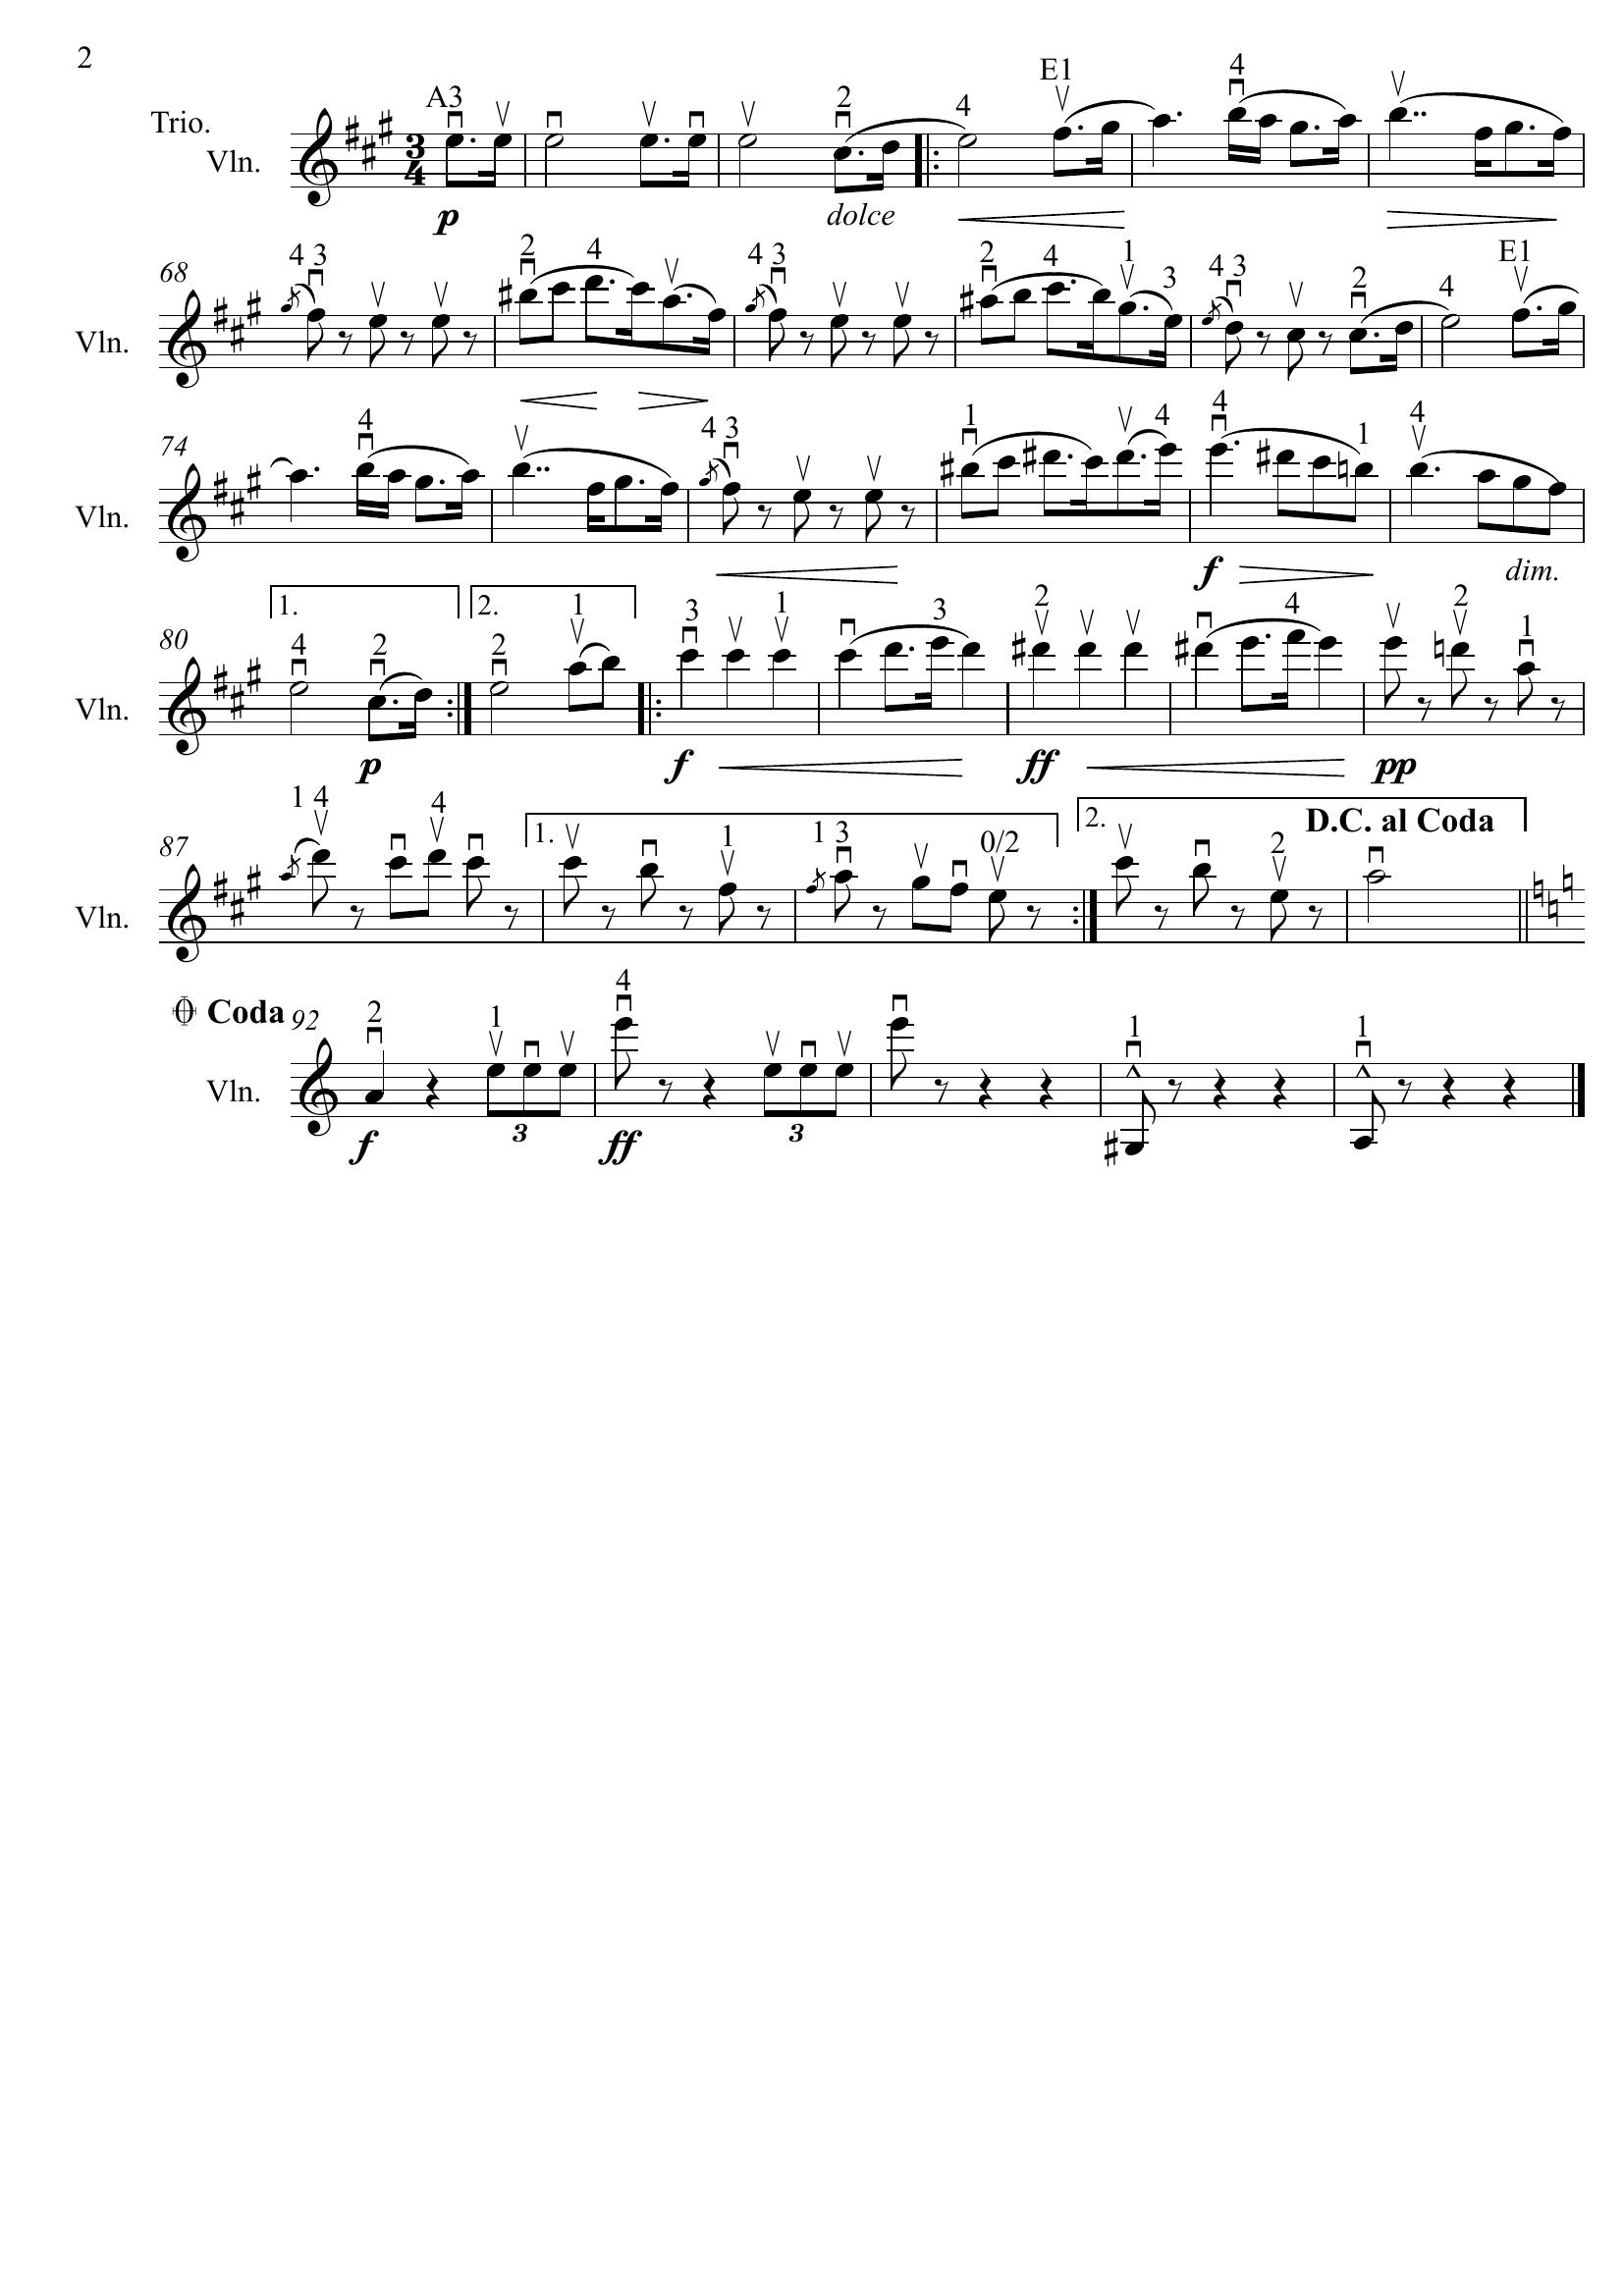 2
A3 E1 4
Trio. 4 2
Vln. 3 4
p dolce
4 3 2 4 4 3 2 4 1 3 4 3 2 4 E1
68
Vln.
4 4 3 1 4 4 1 4
74
Vln.
f dim.
1. 4 2 2. 2 1 3 1 3 2 4 2 1
80
Vln.
p f ff pp
1 4 4 1. 1 1 3 0/2 2. 2 D.C. al Coda
87
Vln.
Coda 92 2 1 4 1 1
Vln.
3 3
f ff